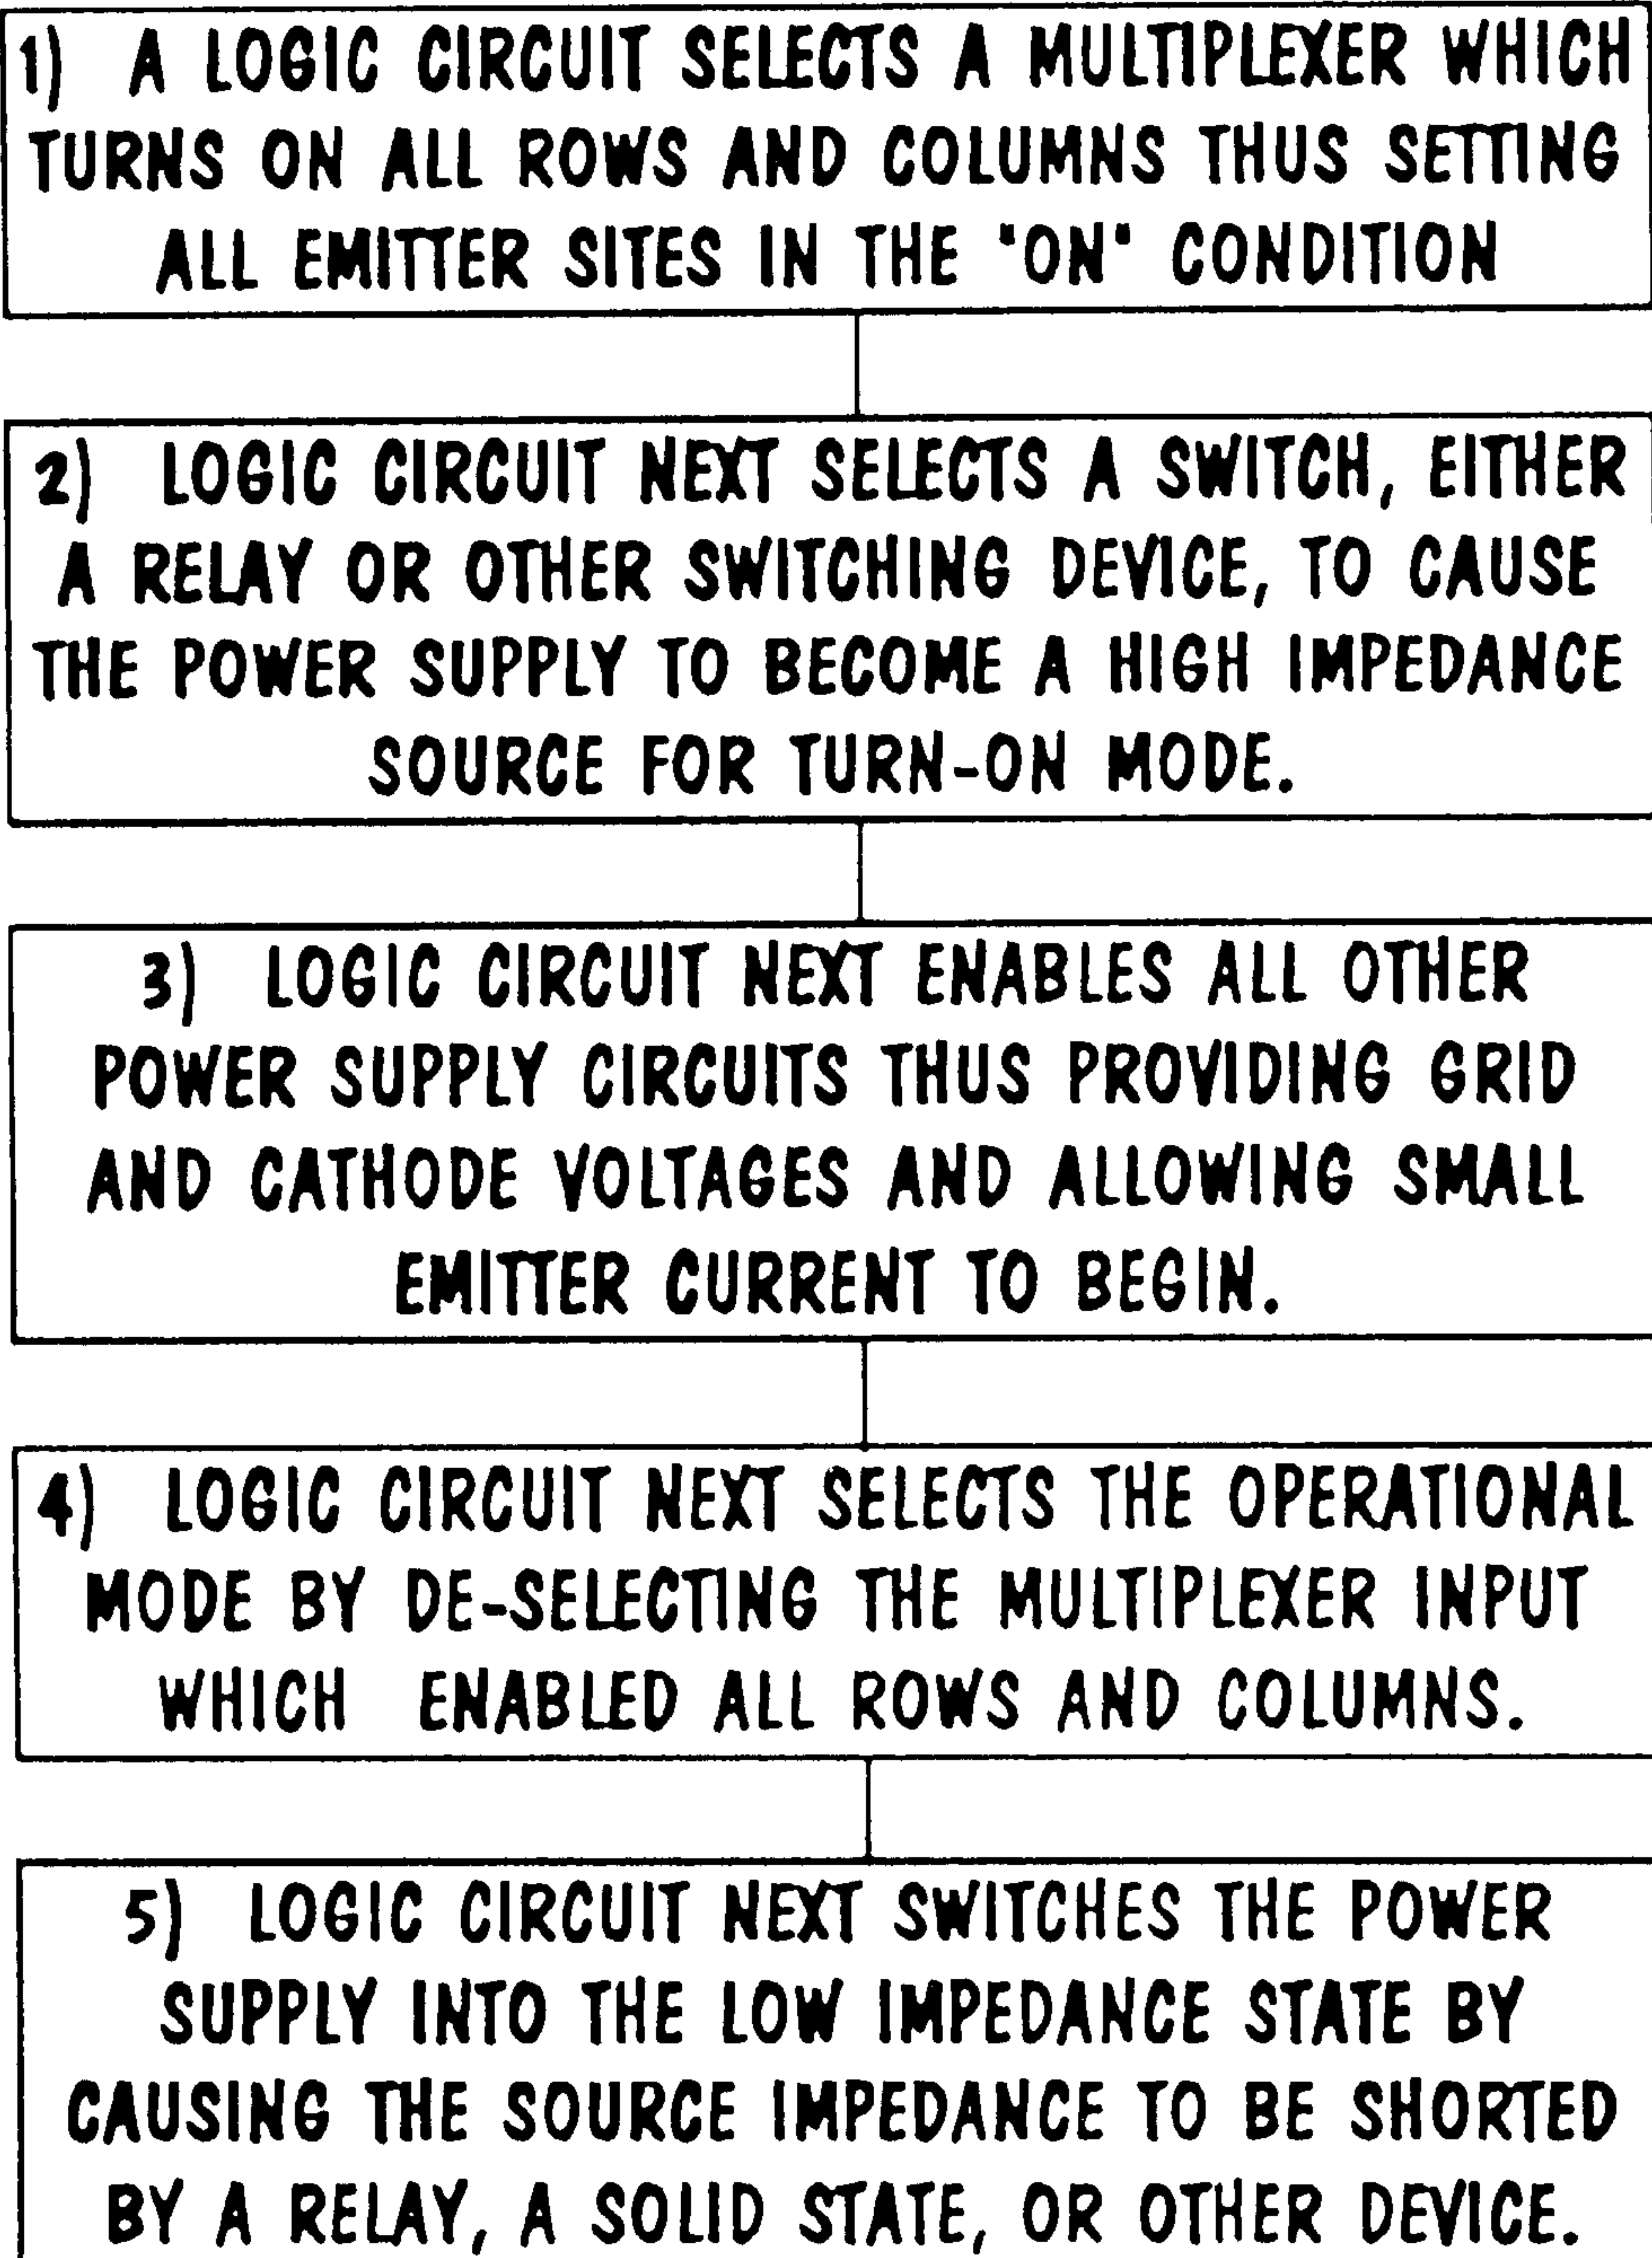 1) A LOGIC CIRCUIT SELECTS A MULTIPLEXER WHICH
TURNS ON ALL ROWS AND COLUMNS THUS SETTING
ALL EMITTER SITES IN THE "ON" CONDITION
2) LOGIC CIRCUIT NEXT SELECTS A SWITCH, EITHER
A RELAY OR OTHER SWITCHING DEVICE, TO CAUSE
THE POWER SUPPLY TO BECOME A HIGH IMPEDANCE
SOURCE FOR TURN-ON MODE.
3) LOGIC CIRCUIT NEXT ENABLES ALL OTHER
POWER SUPPLY CIRCUITS THUS PROVIDING GRID
AND CATHODE VOLTAGES AND ALLOWING SMALL
EMITTER CURRENT TO BEGIN.
4) LOGIC CIRCUIT NEXT SELECTS THE OPERATIONAL
MODE BY DE-SELECTING THE MULTIPLEXER INPUT
WHICH ENABLED ALL ROWS AND COLUMNS.
5) LOGIC CIRCUIT NEXT SWITCHES THE POWER
SUPPLY INTO THE LOW IMPEDANCE STATE BY
CAUSING THE SOURCE IMPEDANCE TO BE SHORTED
BY A RELAY, A SOLID STATE, OR OTHER DEVICE.